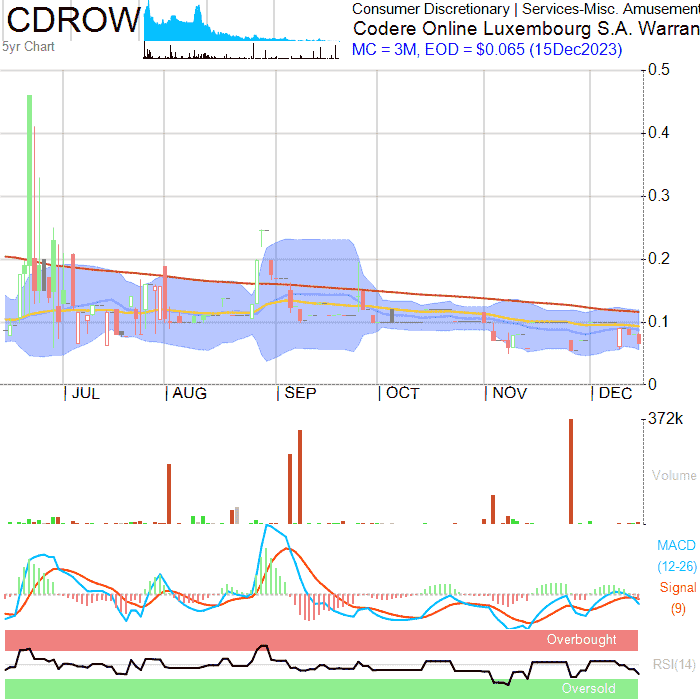 CDROW
5yr Chart
Consumer Discretionary | Services-Misc. Amusement
Codere Online Luxembourg S.A. Warran
MC = 3M, EOD = $0.065 (15Dec2023)
0.5
0.4
0.3
0.2
0.1
0
JUL AUG SEP OCT NOV DEC
372k
Volume
MACD
(12-26)
Signal
(9)
Overbought
RSI(14)
Oversold